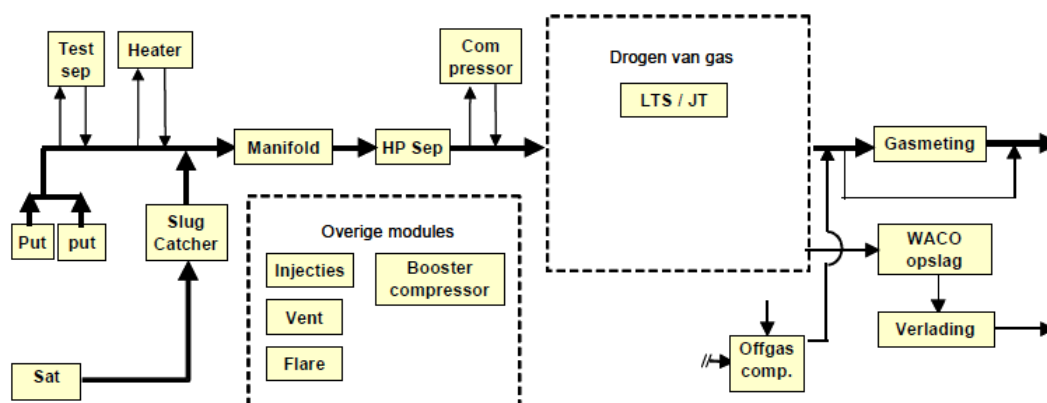 Test
sep
Heater
Com
pressor
Drogen van gas
LTS / JT
Manifold
HP Sep
Gasmeting
Put
put
Slug
Catcher
Overige modules
Injecties
Booster
compressor
Vent
Flare
WACO
opslag
Verlading
Offgas
comp.
Sat